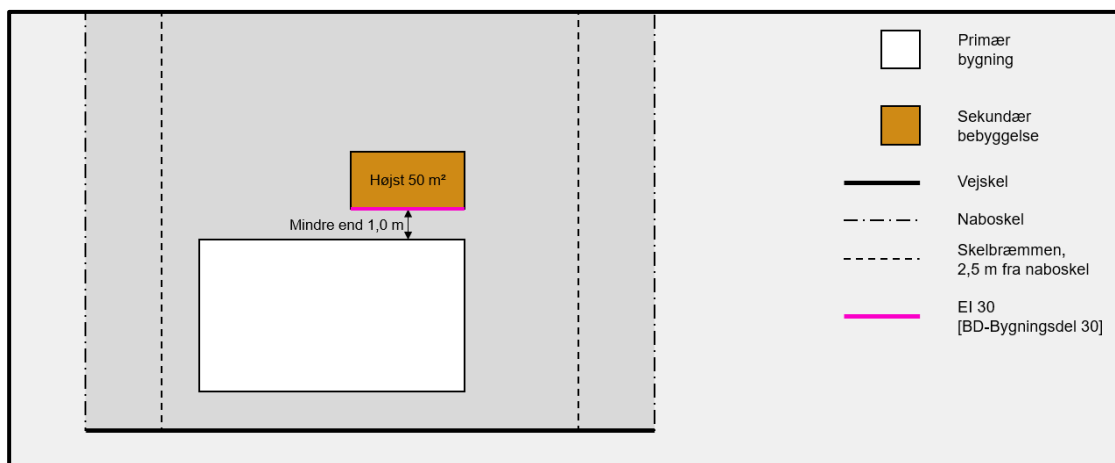 Højst 50 m²
Mindre end 1,0 m
Primær
bygning
Sekundær
bebyggelse
Vejskel
Naboskel
Skelbræmmen,
2,5 m fra naboskel
EI 30
[BD-Bygningsdel 30]